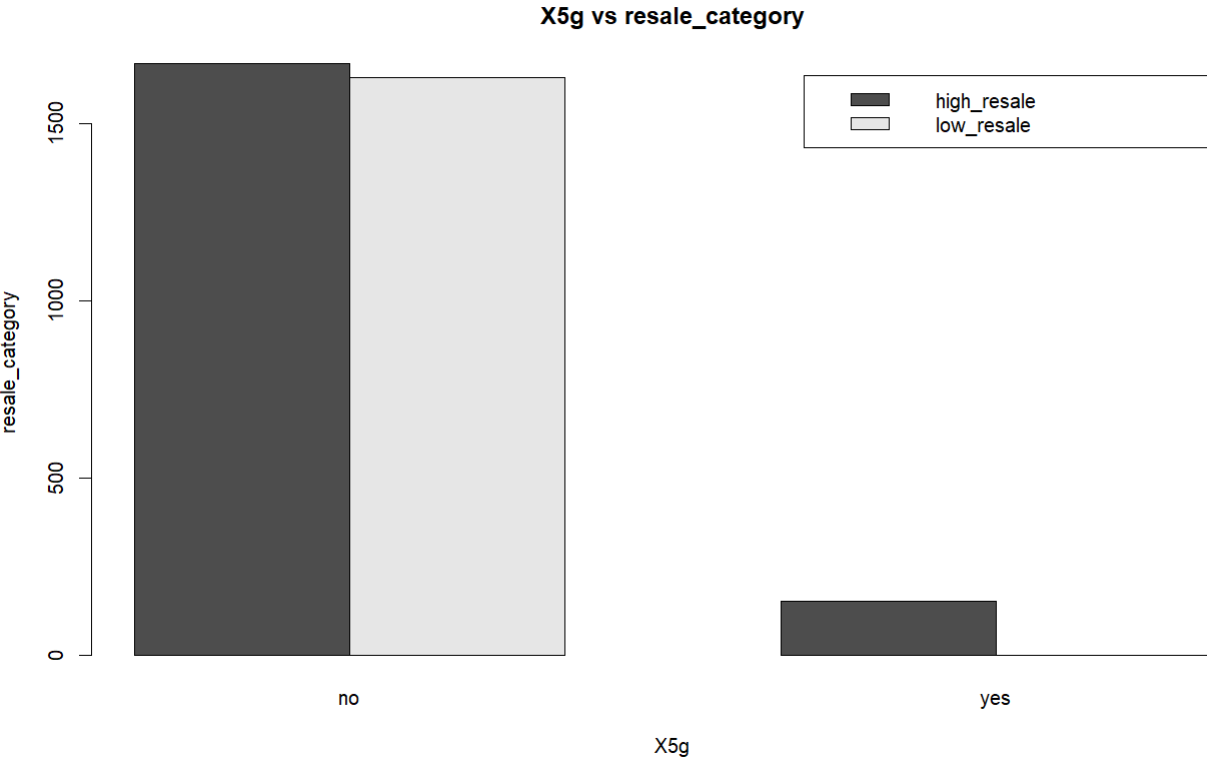 X5g vs resale_category
high_resale
low_resale
resale_category
1500
1000
500
0
no
yes
X5g